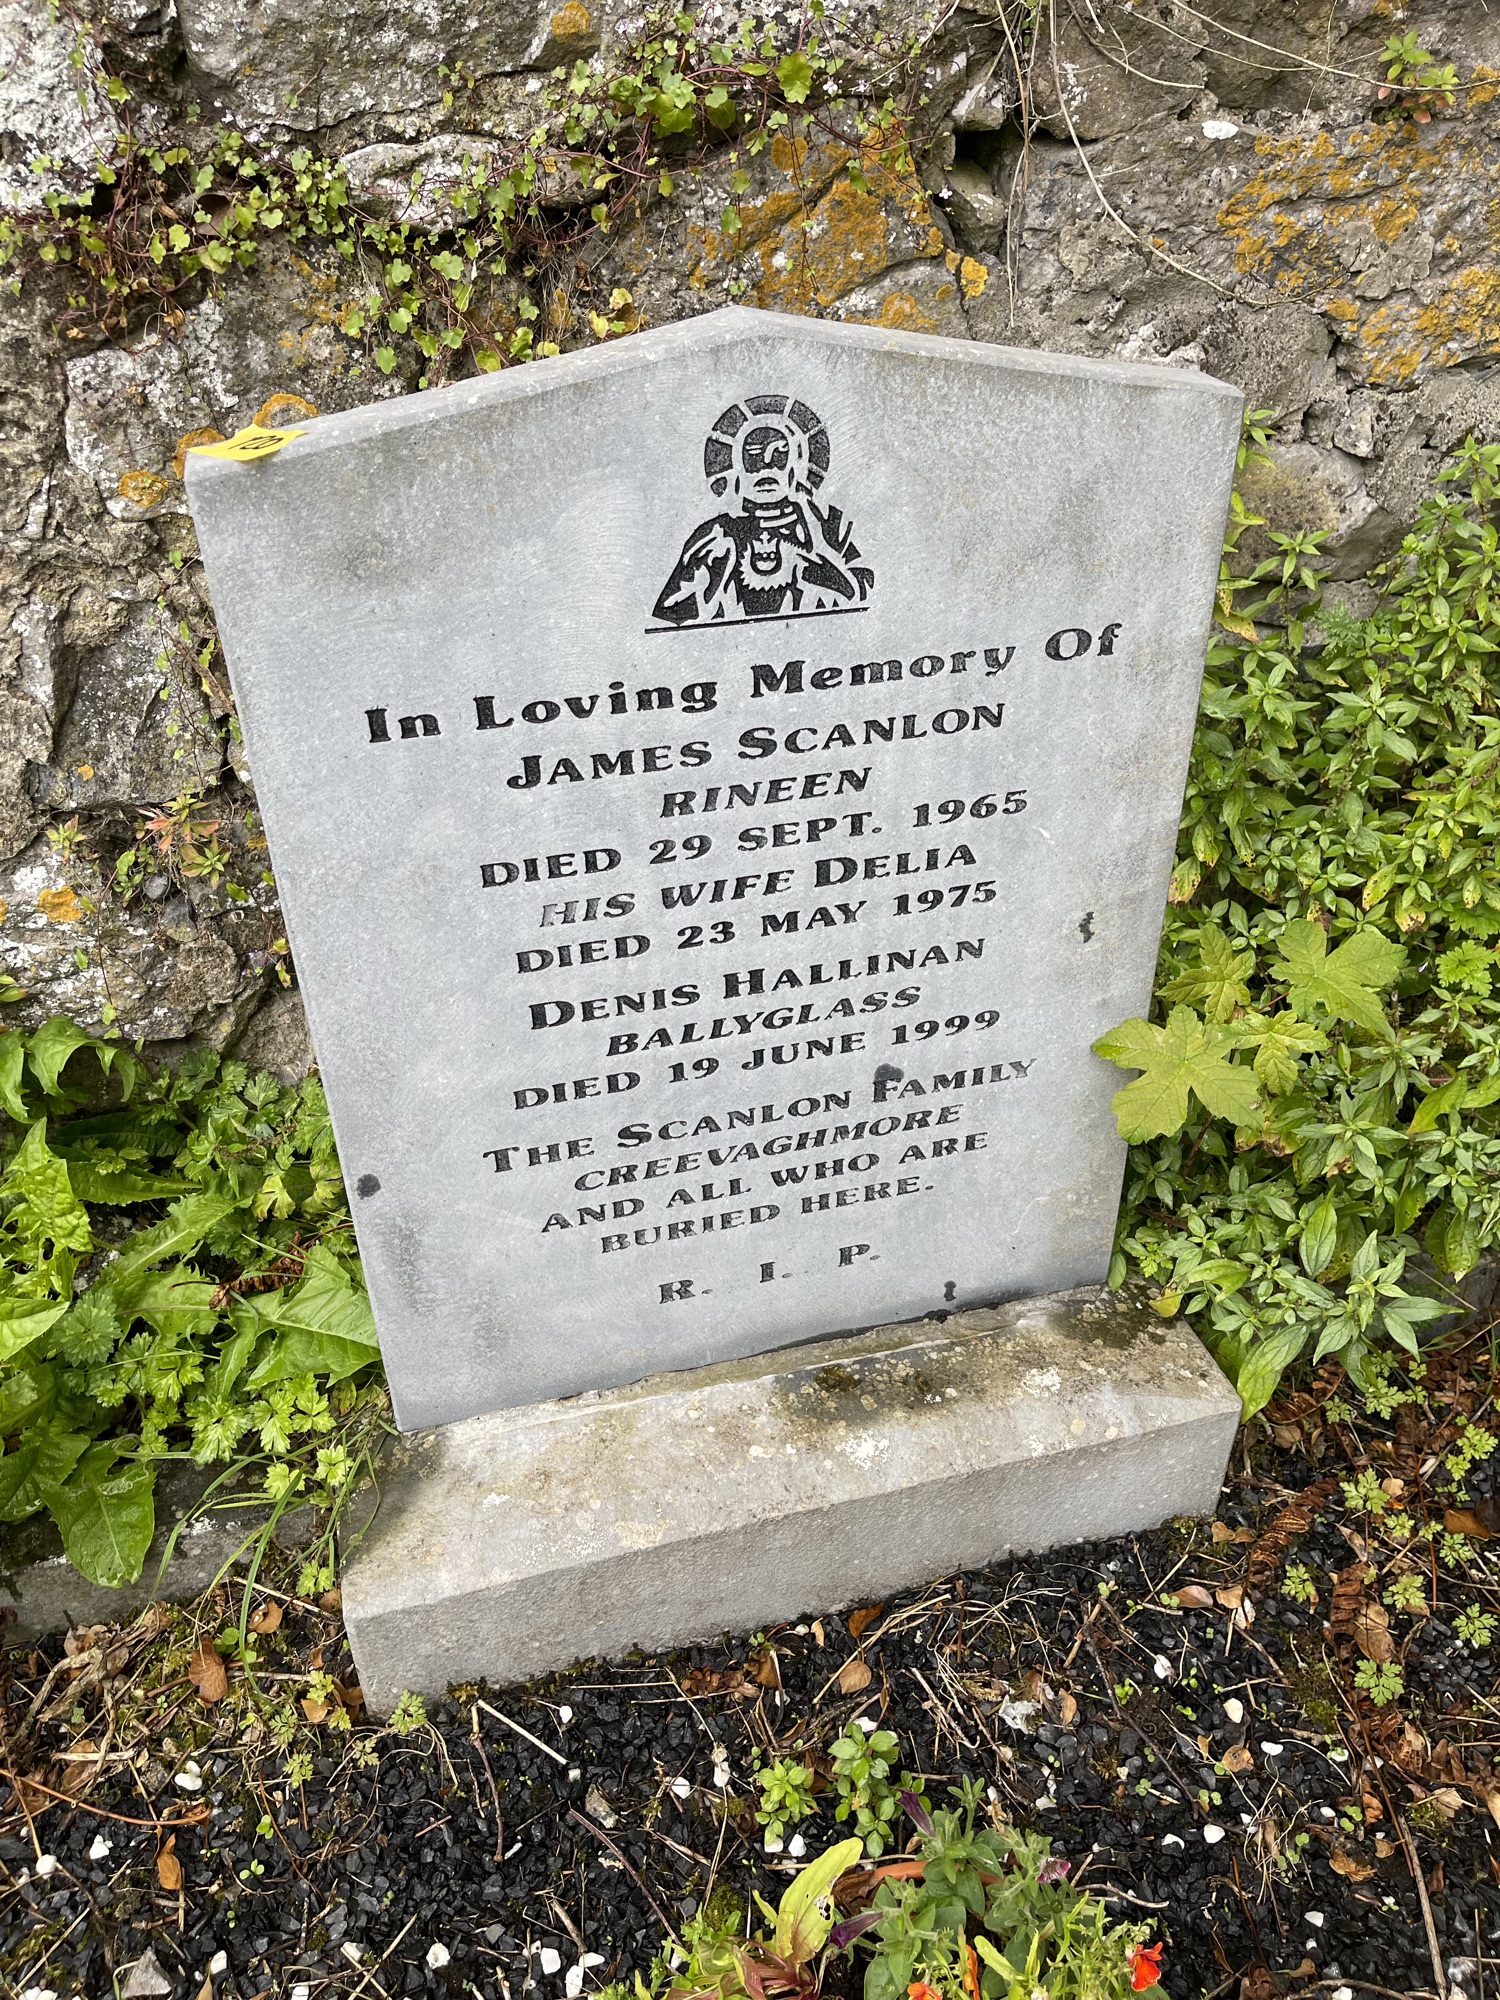 In Loving Memory Of
JAMES SCANLON
RINEEN
DIED 29 SEPT. 1965
HIS WIFE DELIA
DIED 23 MAY 1975
DENIS HALLINAN
BALLYGLASS
DIED 19 JUNE 1999
THE SCANLON FAMILY
CREEVAGHMORE
AND ALL WHO ARE
BURIED HERE.
R. I. P.